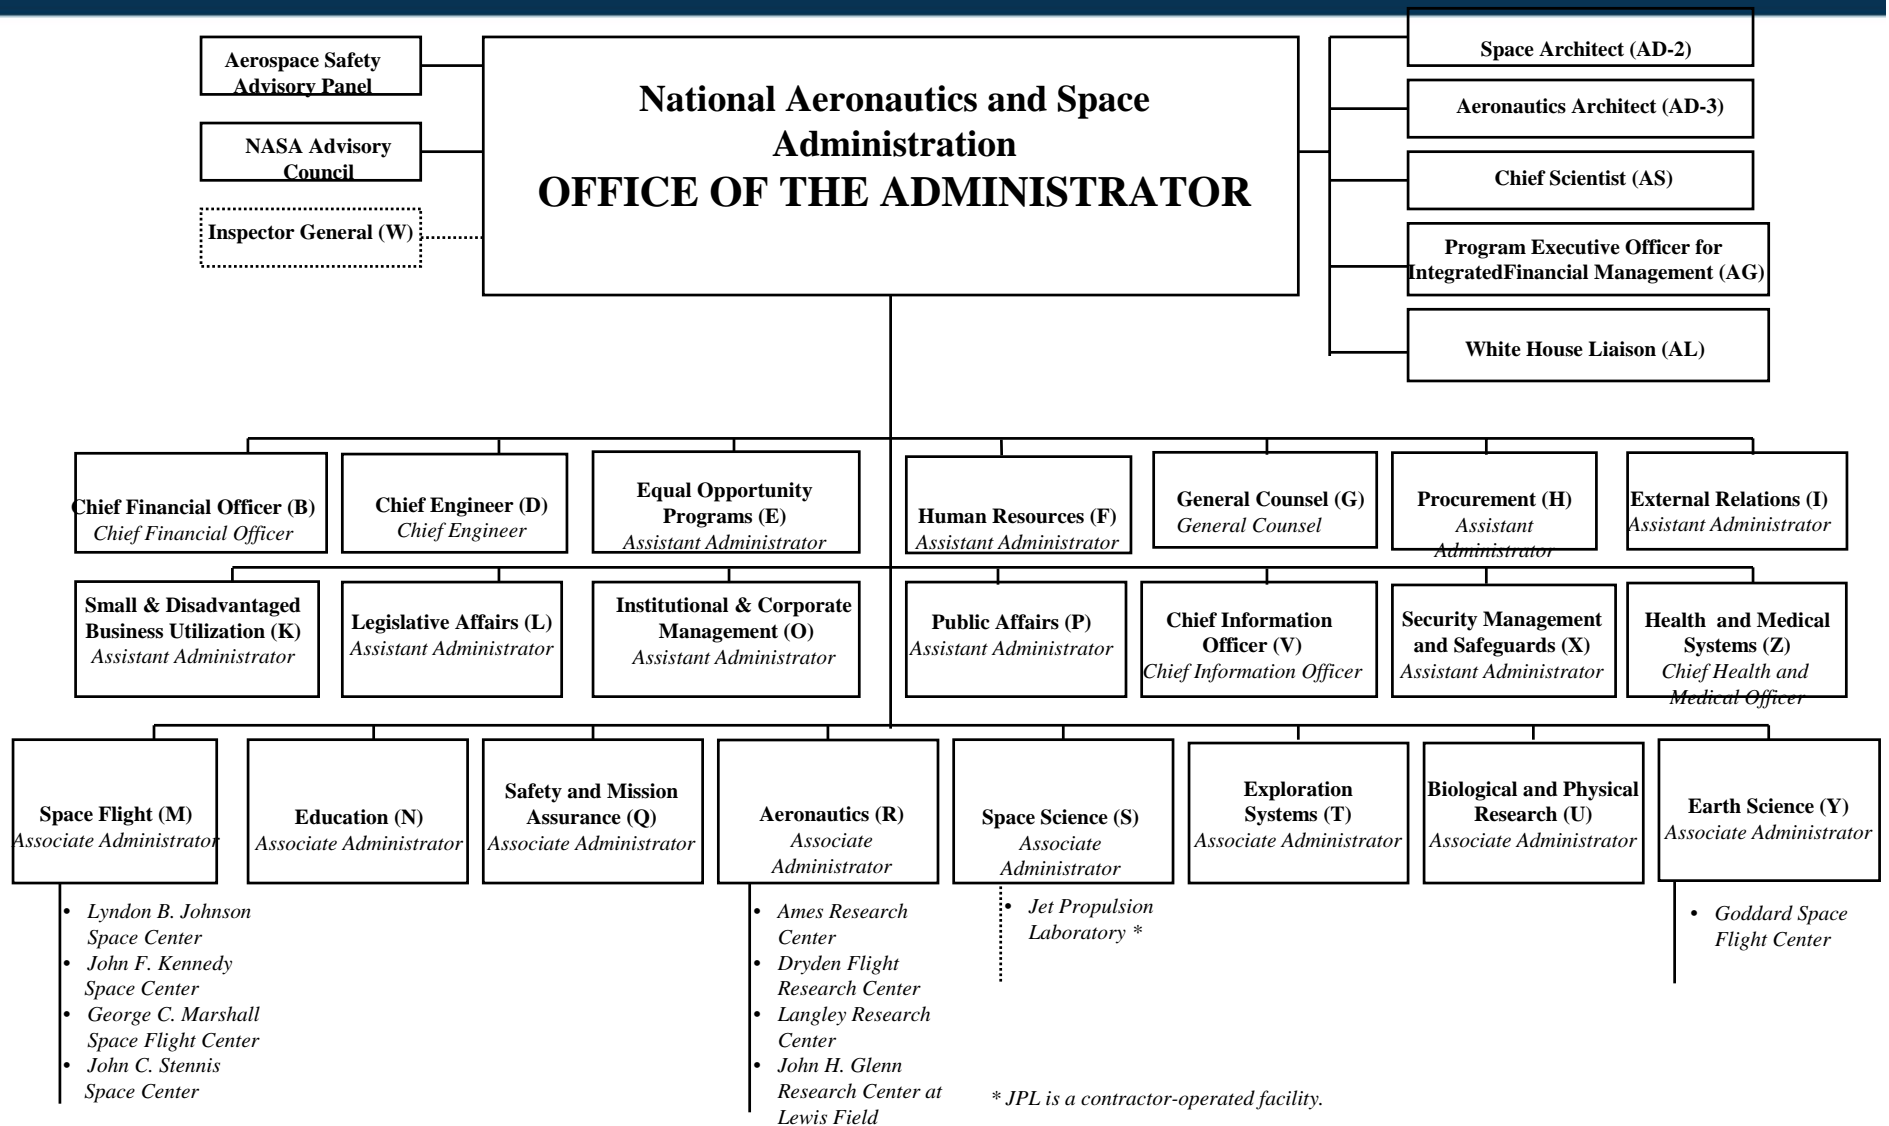 Aerospace Safety
Advisory Panel
NASA Advisory
Council
Inspector General (W)
National Aeronautics and Space
Administration
OFFICE OF THE ADMINISTRATOR
Space Architect (AD-2)
Aeronautics Architect (AD-3)
Chief Scientist (AS)
Program Executive Officer for
IntegratedFinancial Management (AG)
White House Liaison (AL)
Chief Financial Officer (B)
Chief Financial Officer
Chief Engineer (D)
Chief Engineer
Equal Opportunity
Programs (E)
Assistant Administrator
Human Resources (F)
Assistant Administrator
General Counsel (G)
General Counsel
Procurement (H)
Assistant
Administrator
External Relations (I)
Assistant Administrator
Small & Disadvantaged
Business Utilization (K)
Assistant Administrator
Legislative Affairs (L)
Assistant Administrator
Institutional & Corporate
Management (O)
Assistant Administrator
Public Affairs (P)
Assistant Administrator
Chief Information
Officer (V)
Chief Information Officer
Security Management
and Safeguards (X)
Assistant Administrator
Health and Medical
Systems (Z)
Chief Health and
Medical Officer
Space Flight (M)
Associate Administrator
Education (N)
Associate Administrator
Safety and Mission
Assurance (Q)
Associate Administrator
Aeronautics (R)
Associate
Administrator
Space Science (S)
Associate
Administrator
Exploration
Systems (T)
Associate Administrator
Biological and Physical
Research (U)
Associate Administrator
Earth Science (Y)
Associate Administrator
• Lyndon B. Johnson
Space Center
• John F. Kennedy
Space Center
• George C. Marshall
Space Flight Center
• John C. Stennis
Space Center
• Ames Research
Center
• Dryden Flight
Research Center
• Langley Research
Center
• John H. Glenn
Research Center at
Lewis Field
• Jet Propulsion
Laboratory *
• Goddard Space
Flight Center
* JPL is a contractor-operated facility.